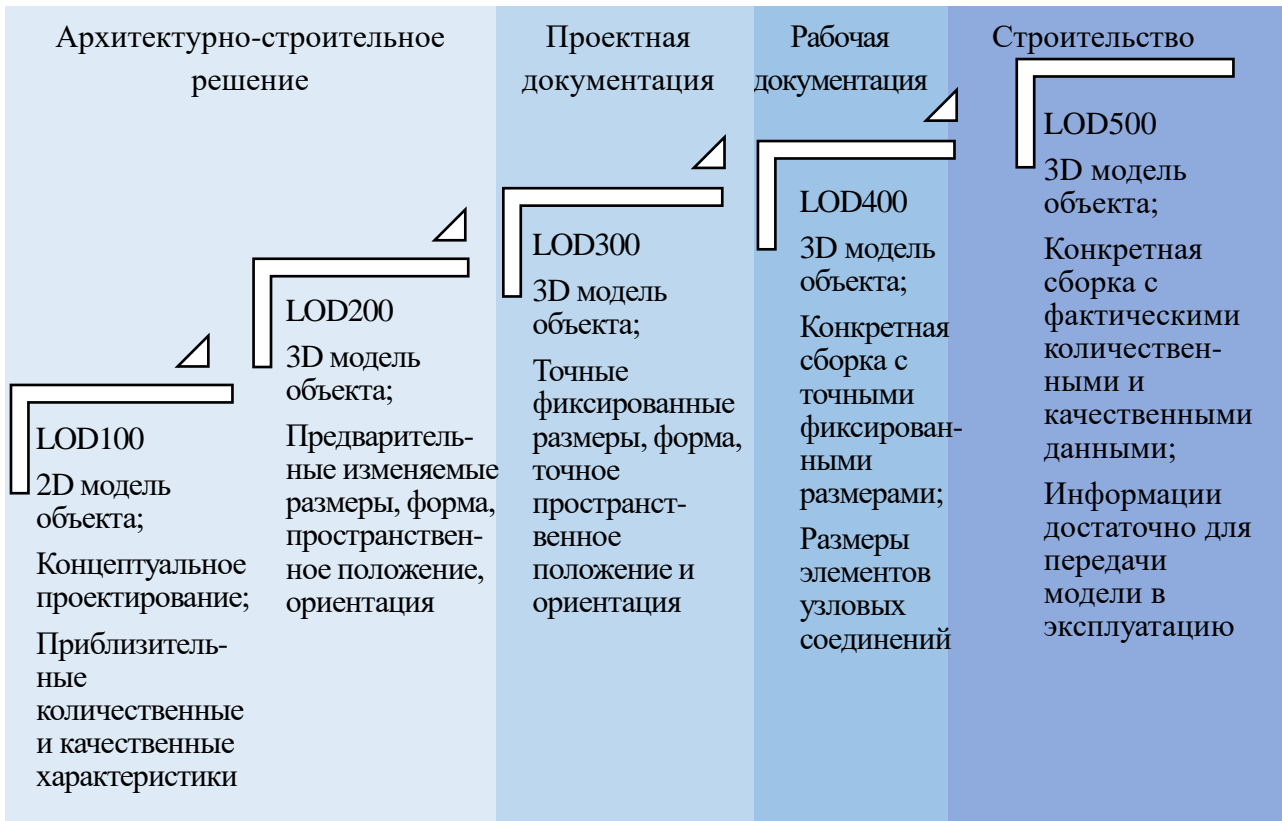 Архитектурно-строительное
решение
Проектная
документация
Рабочая
документация
Строительство
LOD100
2D модель
объекта;
Концептуальное
проектирование;
Приблизитель-
ные
количественные
и качественные
характеристики
LOD200
3D модель
объекта;
Предваритель-
ные изменяемые
размеры, форма,
пространствен-
ное положение,
ориентация
LOD300
3D модель
объекта;
Точные
фиксированные
размеры, форма,
точное
пространст-
венное
положение и
ориентация
LOD400
3D модель
объекта;
Конкретная
сборка с
точными
фиксирован-
ными
размерами;
Размеры
элементов
узловых
соединений
LOD500
3D модель
объекта;
Конкретная
сборка с
фактическими
количествен-
ными и
качественными
данными;
Информации
достаточно для
передачи
модели в
эксплуатацию